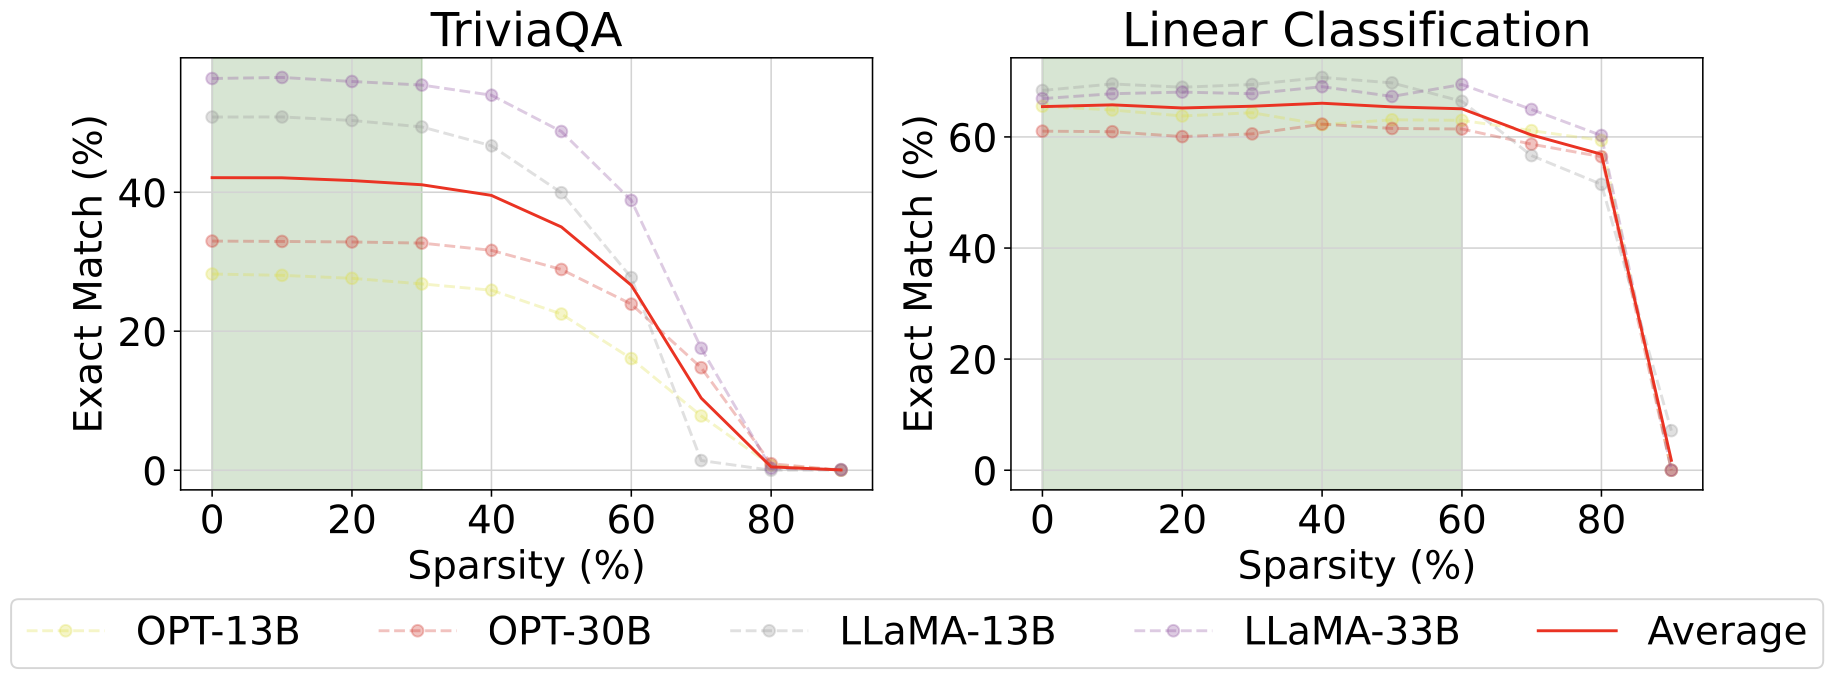 TriviaQA
Exact Match (%)
40
20
0
0 20 40 60 80
Sparsity (%)
Linear Classification
Exact Match (%)
60
40
20
0
0 20 40 60 80
Sparsity (%)
OPT-13B OPT-30B LLaMA-13B LLaMA-33B Average